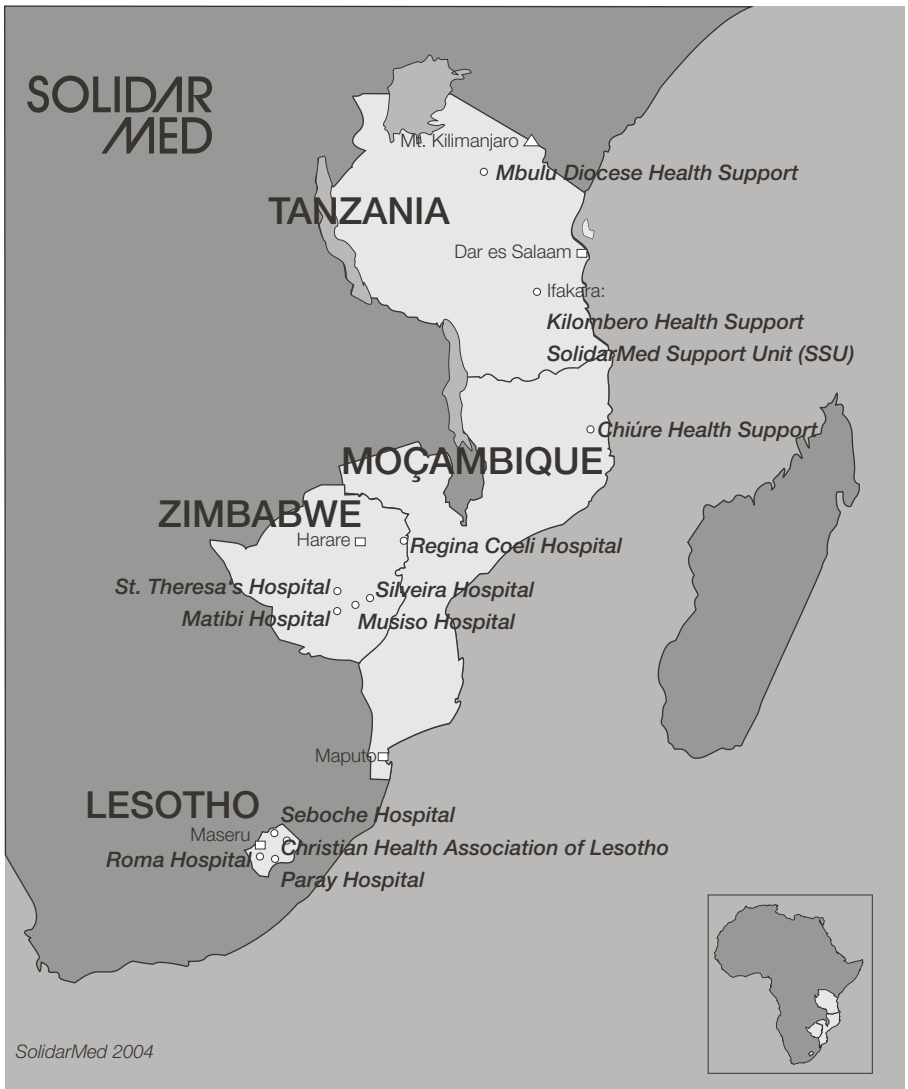 SOLIDAR
MED
Mt. Kilimanjaro
Mbulu Diocese Health Support
TANZANIA
Dar es Salaam
Ifakara:
Kilombero Health Support
SolidarMed Support Unit (SSU)
Chiúre Health Support
MOÇAMBIQUE
ZIMBABWE
Harare
Regina Coeli Hospital
St. Theresa's Hospital
Silveira Hospital
Matibi Hospital
Musiso Hospital
Maputo
LESOTHO
Seboche Hospital
Maseru
Christian Health Association of Lesotho
Roma Hospital
Paray Hospital
SolidarMed 2004